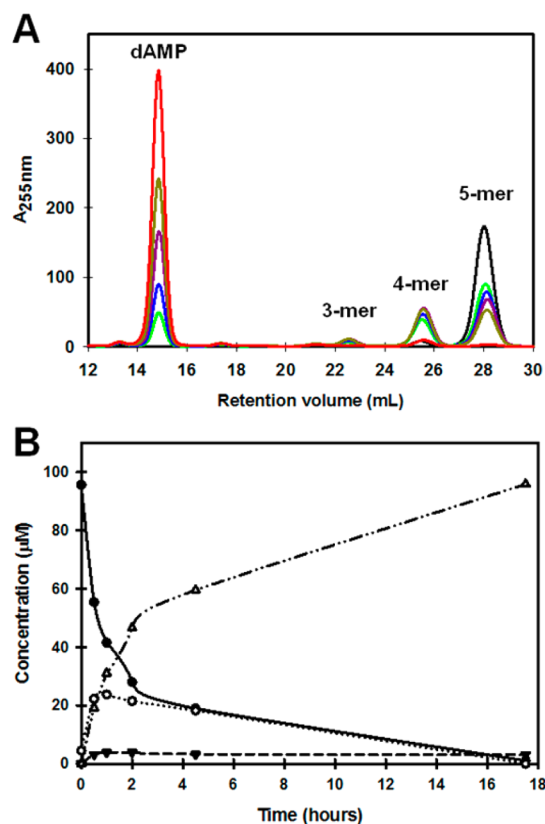 A
dAMP
400
300
200
100
0
A255nm
3-mer
4-mer
5-mer
12 14 16 18 20 22 24 26 28 30
Retention volume (mL)
B
100
80
60
40
20
0
Concentration (µM)
0 2 4 6 8 10 12 14 16 18
Time (hours)